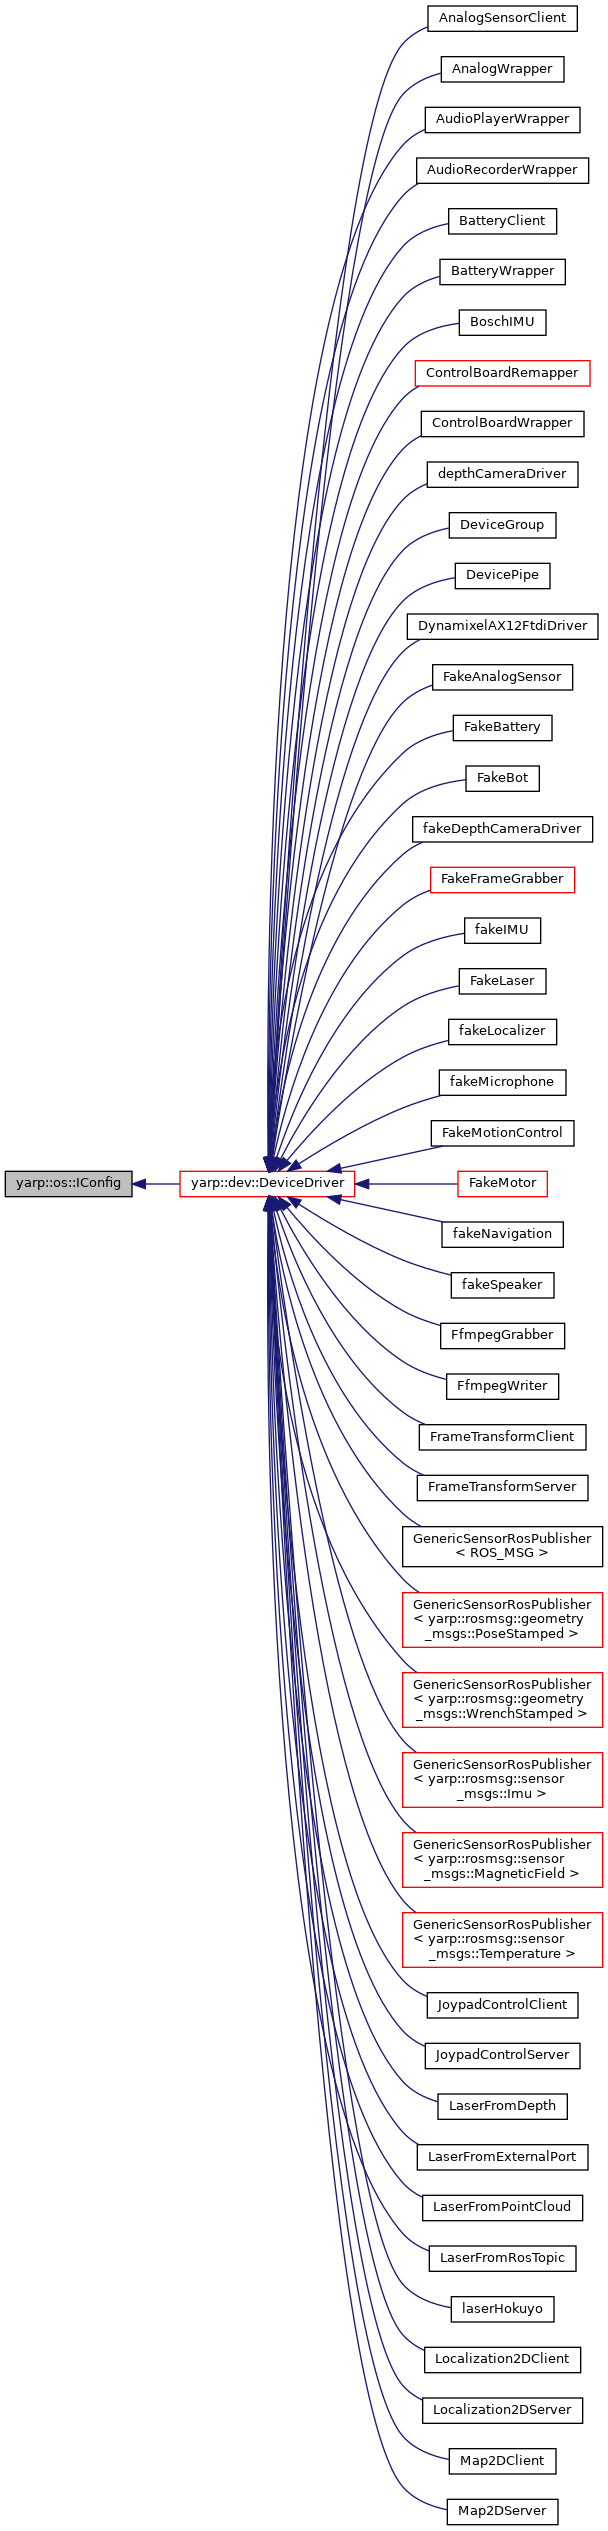 AnalogSensorClient
AnalogWrapper
AudioPlayerWrapper
AudioRecorderWrapper
BatteryClient
BatteryWrapper
BoschIMU
ControlBoardRemapper
ControlBoardWrapper
depthCameraDriver
DeviceGroup
DevicePipe
DynamixelAX12FtdiDriver
FakeAnalogSensor
FakeBattery
FakeBot
fakeDepthCameraDriver
FakeFrameGrabber
fakeIMU
FakeLaser
fakeLocalizer
fakeMicrophone
FakeMotionControl
yarp::os::IConfig
yarp::dev::DeviceDriver
FakeMotor
fakeNavigation
fakeSpeaker
FfmpegGrabber
FfmpegWriter
FrameTransformClient
FrameTransformServer
GenericSensorRosPublisher
< ROS_MSG >
GenericSensorRosPublisher
< yarp::rosmsg::geometry
_msgs::PoseStamped >
GenericSensorRosPublisher
< yarp::rosmsg::geometry
_msgs::WrenchStamped >
GenericSensorRosPublisher
< yarp::rosmsg::sensor
_msgs::Imu >
GenericSensorRosPublisher
< yarp::rosmsg::sensor
_msgs::MagneticField >
GenericSensorRosPublisher
< yarp::rosmsg::sensor
_msgs::Temperature >
JoypadControlClient
JoypadControlServer
LaserFromDepth
LaserFromExternalPort
LaserFromPointCloud
LaserFromRosTopic
laserHokuyo
Localization2DClient
Localization2DServer
Map2DClient
Map2DServer